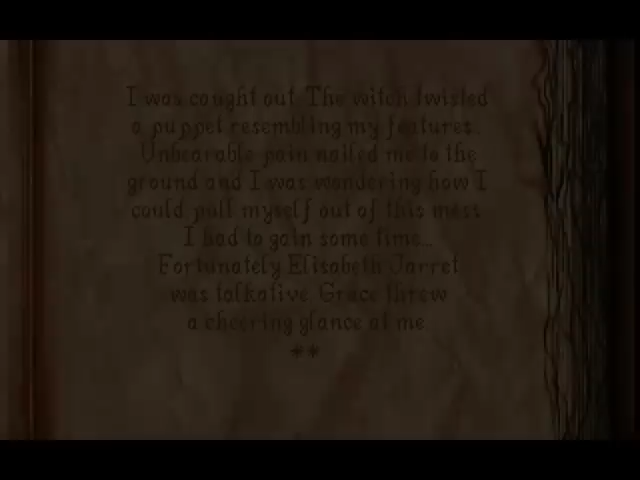 I was caught out. The witch twisted
a puppet resembling my features.
Unbearable pain nailed me to the
ground and I was wondering how I
could pull myself out of this mess.
I had to gain some time...
Fortunately Elisabeth Jarret
was talkative. Grace threw
a cheering glance at me.
**